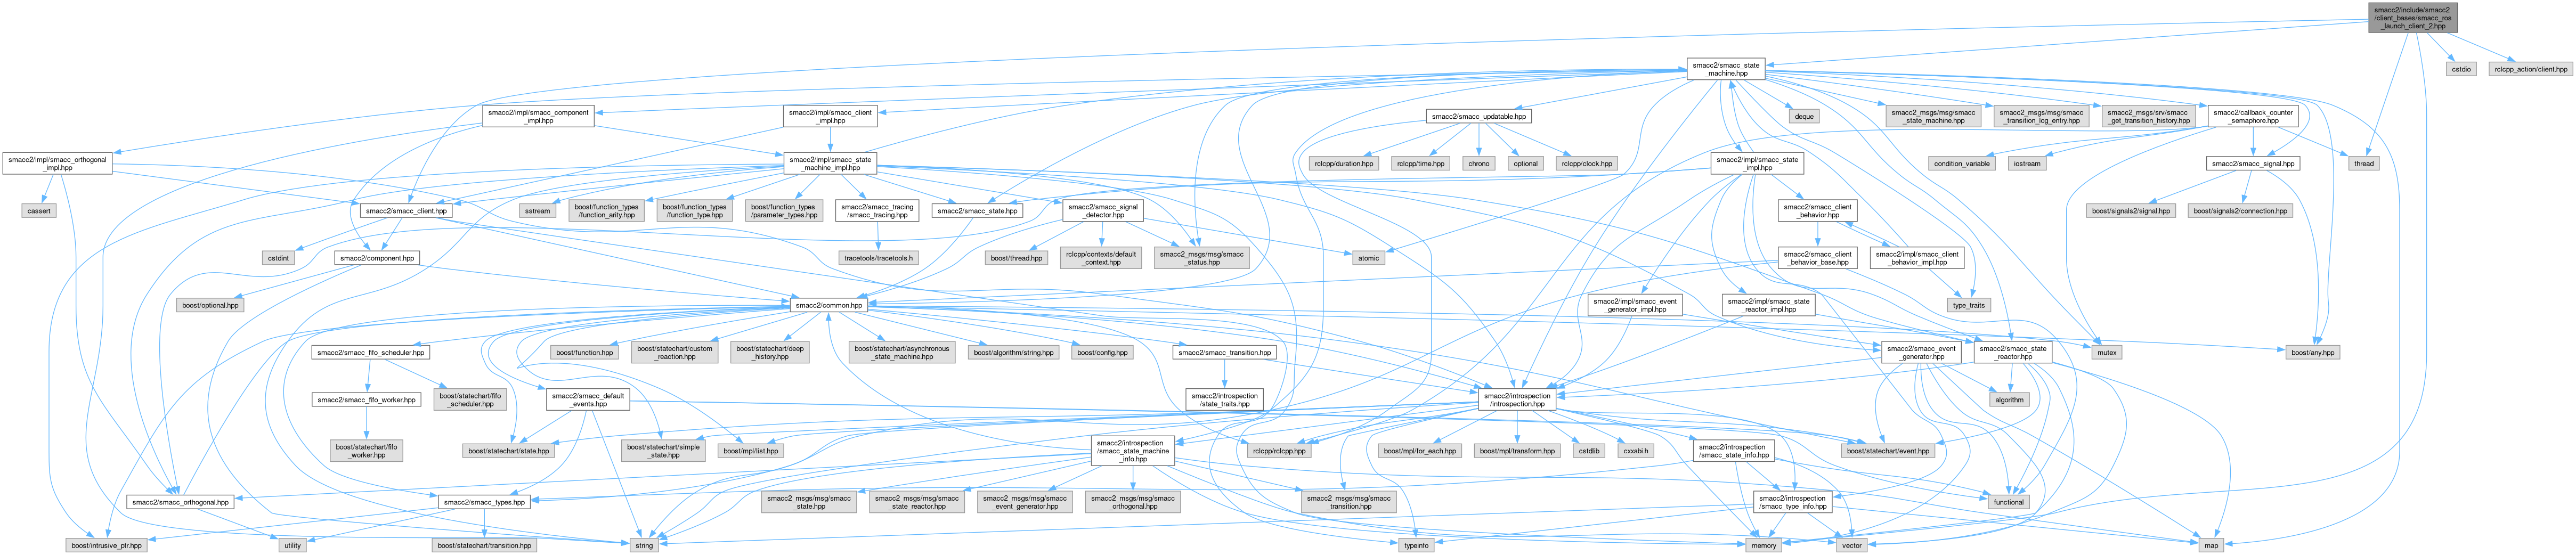 smacc2/include/smacc2
/client_bases/smacc_ros
_launch_client_2.hpp
smacc2/smacc_state
_machine.hpp
cstdio
rclcpp_action/client.hpp
smacc2/impl/smacc_component
_impl.hpp
smacc2/impl/smacc_client
_impl.hpp
smacc2/smacc_updatable.hpp
deque
smacc2_msgs/msg/smacc
_state_machine.hpp
smacc2_msgs/msg/smacc
_transition_log_entry.hpp
smacc2_msgs/srv/smacc
_get_transition_history.hpp
smacc2/callback_counter
_semaphore.hpp
smacc2/impl/smacc_orthogonal
_impl.hpp
smacc2/impl/smacc_state
_machine_impl.hpp
rclcpp/duration.hpp
rclcpp/time.hpp
chrono
optional
rclcpp/clock.hpp
smacc2/impl/smacc_state
_impl.hpp
condition_variable
iostream
smacc2/smacc_signal.hpp
thread
cassert
smacc2/smacc_client.hpp
sstream
boost/function_types
/function_arity.hpp
boost/function_types
/function_type.hpp
boost/function_types
/parameter_types.hpp
smacc2/smacc_tracing
/smacc_tracing.hpp
smacc2/smacc_state.hpp
smacc2/smacc_signal
_detector.hpp
smacc2/smacc_client
_behavior.hpp
boost/signals2/signal.hpp
boost/signals2/connection.hpp
cstdint
smacc2/component.hpp
tracetools/tracetools.h
boost/thread.hpp
rclcpp/contexts/default
_context.hpp
smacc2_msgs/msg/smacc
_status.hpp
atomic
smacc2/smacc_client
_behavior_base.hpp
smacc2/impl/smacc_client
_behavior_impl.hpp
boost/optional.hpp
smacc2/common.hpp
smacc2/impl/smacc_event
_generator_impl.hpp
smacc2/impl/smacc_state
_reactor_impl.hpp
type_traits
smacc2/smacc_fifo_scheduler.hpp
boost/function.hpp
boost/statechart/custom
_reaction.hpp
boost/statechart/deep
_history.hpp
boost/statechart/asynchronous
_state_machine.hpp
boost/algorithm/string.hpp
boost/config.hpp
smacc2/smacc_transition.hpp
smacc2/smacc_event
_generator.hpp
smacc2/smacc_state
_reactor.hpp
mutex
boost/any.hpp
smacc2/smacc_fifo_worker.hpp
boost/statechart/fifo
_scheduler.hpp
smacc2/smacc_default
_events.hpp
smacc2/introspection
/state_traits.hpp
smacc2/introspection
/introspection.hpp
algorithm
boost/statechart/fifo
_worker.hpp
boost/statechart/state.hpp
boost/statechart/simple
_state.hpp
boost/mpl/list.hpp
smacc2/introspection
/smacc_state_machine
_info.hpp
rclcpp/rclcpp.hpp
boost/mpl/for_each.hpp
boost/mpl/transform.hpp
cstdlib
cxxabi.h
smacc2/introspection
/smacc_state_info.hpp
boost/statechart/event.hpp
smacc2/smacc_orthogonal.hpp
smacc2/smacc_types.hpp
smacc2_msgs/msg/smacc
_state.hpp
smacc2_msgs/msg/smacc
_state_reactor.hpp
smacc2_msgs/msg/smacc
_event_generator.hpp
smacc2_msgs/msg/smacc
_orthogonal.hpp
smacc2_msgs/msg/smacc
_transition.hpp
smacc2/introspection
/smacc_type_info.hpp
functional
boost/intrusive_ptr.hpp
utility
boost/statechart/transition.hpp
string
typeinfo
memory
vector
map